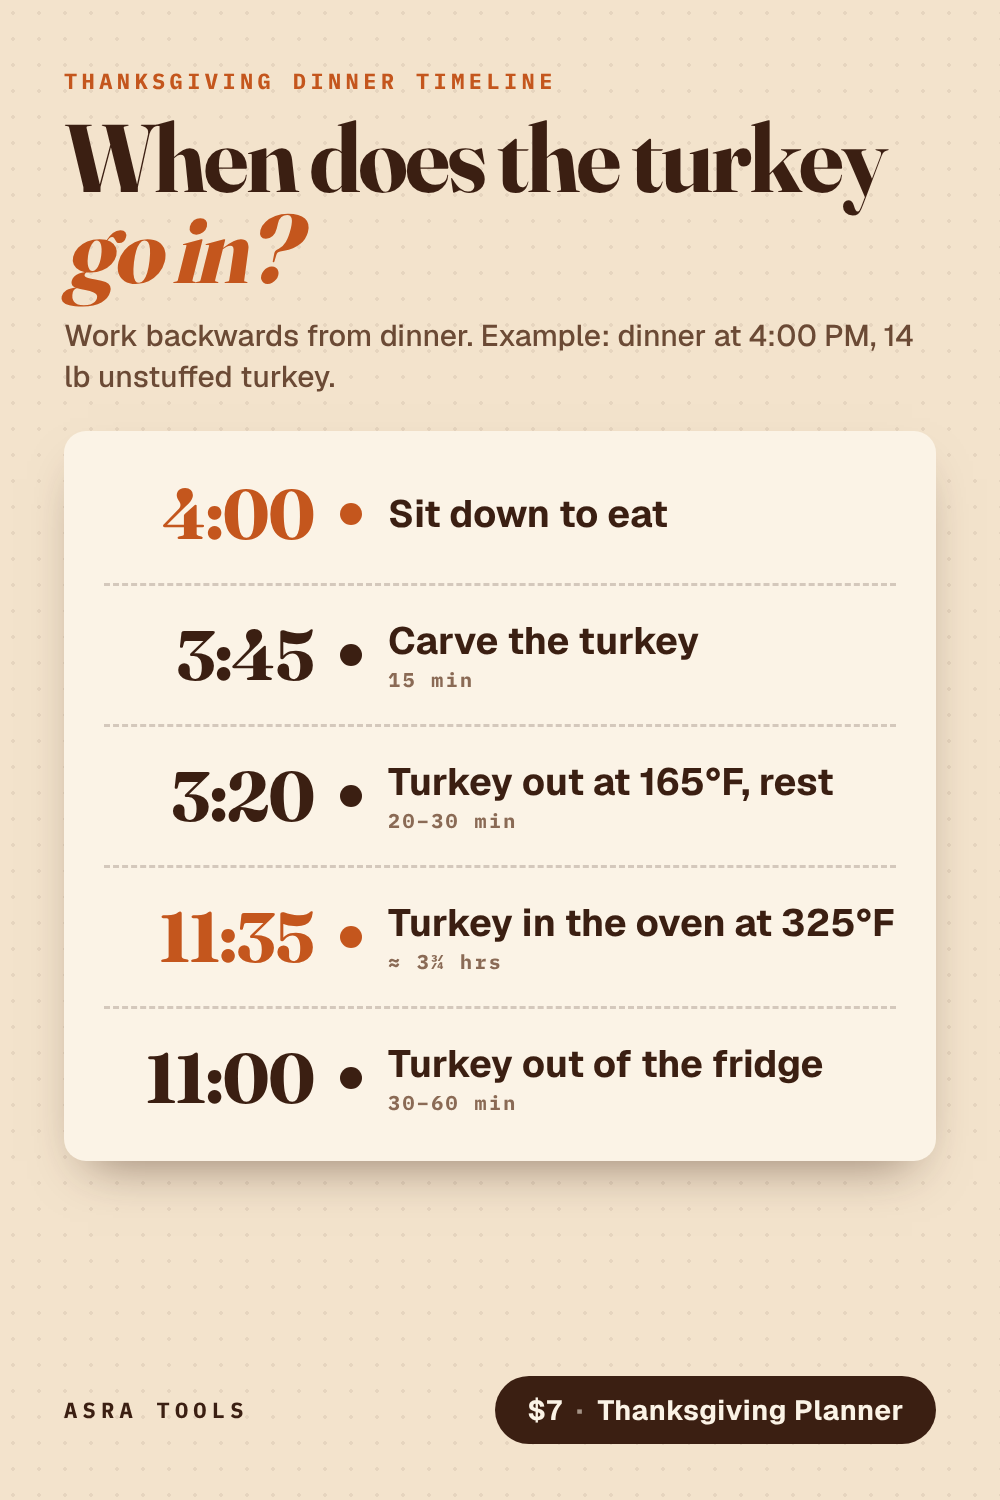 THANKSGIVING DINNER TIMELINE
When does the turkey
go in?
Work backwards from dinner. Example: dinner at 4:00 PM, 14
lb unstuffed turkey.
4:00 • Sit down to eat
3:45 • Carve the turkey
15 min
3:20 • Turkey out at 165°F, rest
20–30 min
11:35 • Turkey in the oven at 325°F
≈ 3¾ hrs
11:00 • Turkey out of the fridge
30–60 min
ASRA TOOLS
$7 · Thanksgiving Planner